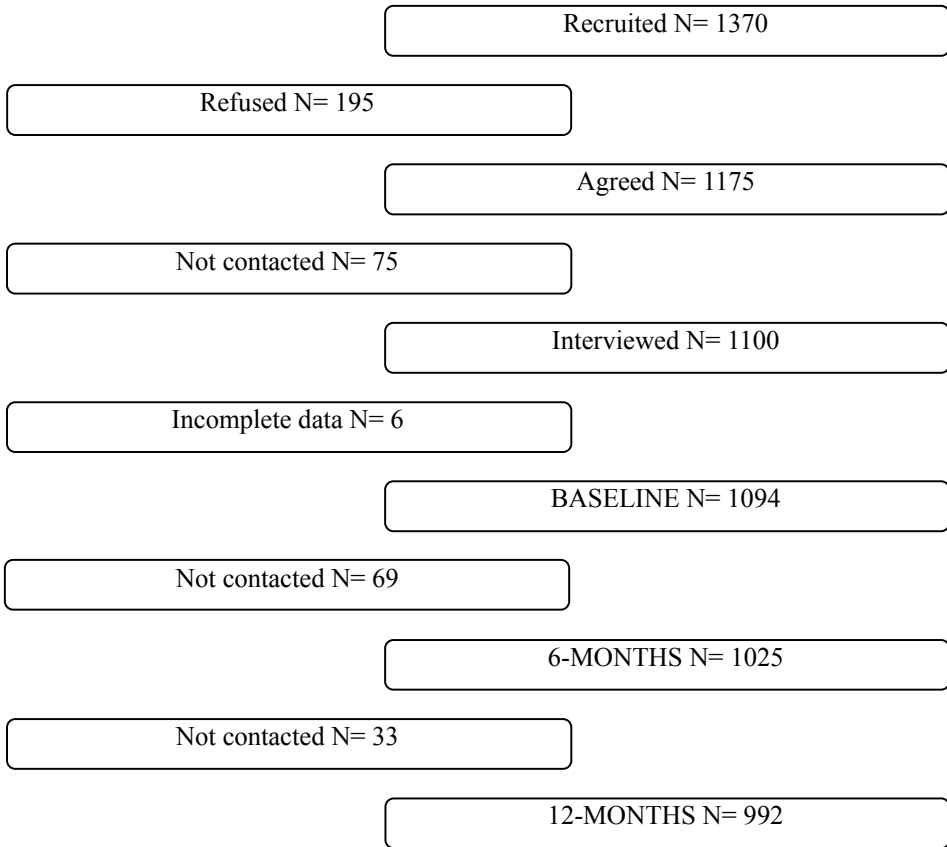 Recruited N= 1370
Refused N= 195
Agreed N= 1175
Not contacted N= 75
Interviewed N= 1100
Incomplete data N= 6
BASELINE N= 1094
Not contacted N= 69
6-MONTHS N= 1025
Not contacted N= 33
12-MONTHS N= 992